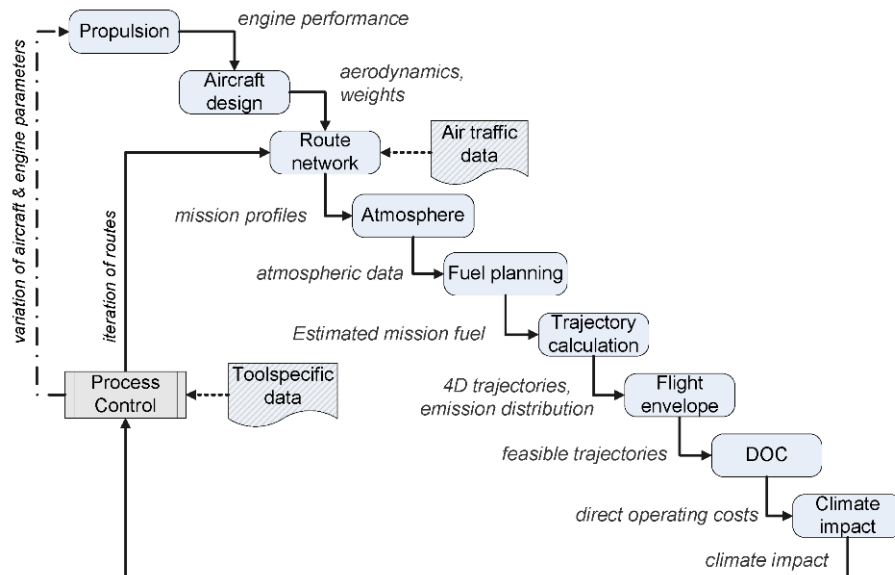 engine performance
Propulsion
Aircraft
design
aerodynamics,
weights
variation of aircraft & engine parameters
Route
network
Air traffic
data
iteration of routes
mission profiles
Atmosphere
atmospheric data
Fuel planning
Estimated mission fuel
Trajectory
calculation
Process
Control
Toolspecific
data
4D trajectories,
emission distribution
Flight
envelope
feasible trajectories
DOC
direct operating costs
Climate
impact
climate impact